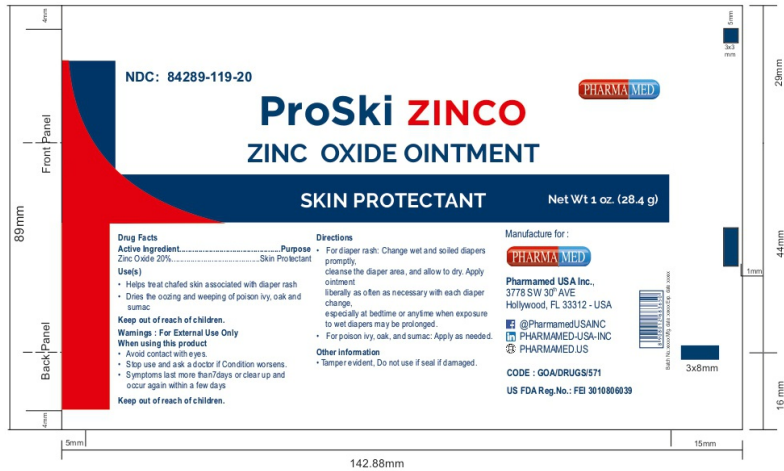 4mm
Front Panel
89mm
Back Panel
4mm
NDC: 84289-119-20
PHARMA MED
ProSki ZINCO
ZINC OXIDE OINTMENT
SKIN PROTECTANT
Net Wt 1 oz. (28.4 g)
Drug Facts
Active Ingredient................................................Purpose
Zinc Oxide 20%..........................................Skin Protectant
Use(s)
• Helps treat chafed skin associated with diaper rash
• Dries the oozing and weeping of poison ivy, oak and
sumac
Keep out of reach of children.
Warnings : For External Use Only
When using this product
• Avoid contact with eyes.
• Stop use and ask a doctor if Condition worsens.
• Symptoms last more than7days or clear up and
occur again within a few days
Keep out of reach of children.
Directions
• For diaper rash: Change wet and soiled diapers
promptly,
cleanse the diaper area, and allow to dry. Apply
ointment
liberally as often as necessary with each diaper
change,
especially at bedtime or anytime when exposure
to wet diapers may be prolonged.
• For poison ivy, oak, and sumac: Apply as needed.
Other information
• Tamper evident, Do not use if seal if damaged.
Manufacture for :
PHARMA MED
Pharmamed USA Inc.,
3778 SW 30th AVE
Hollywood, FL 33312 - USA
@PharmamedUSAINC
PHARMAMED-USA-INC
PHARMAMED.US
CODE : GOA/DRUGS/571
US FDA Reg.No.: FEI 3010806039
Batch No. xxxxx Mfg. date. xxxxx Exp. date. xxxxx
5mm
3x3
mm
29mm
44mm
1mm
3x8mm
16 mm
5mm
15mm
142.88mm